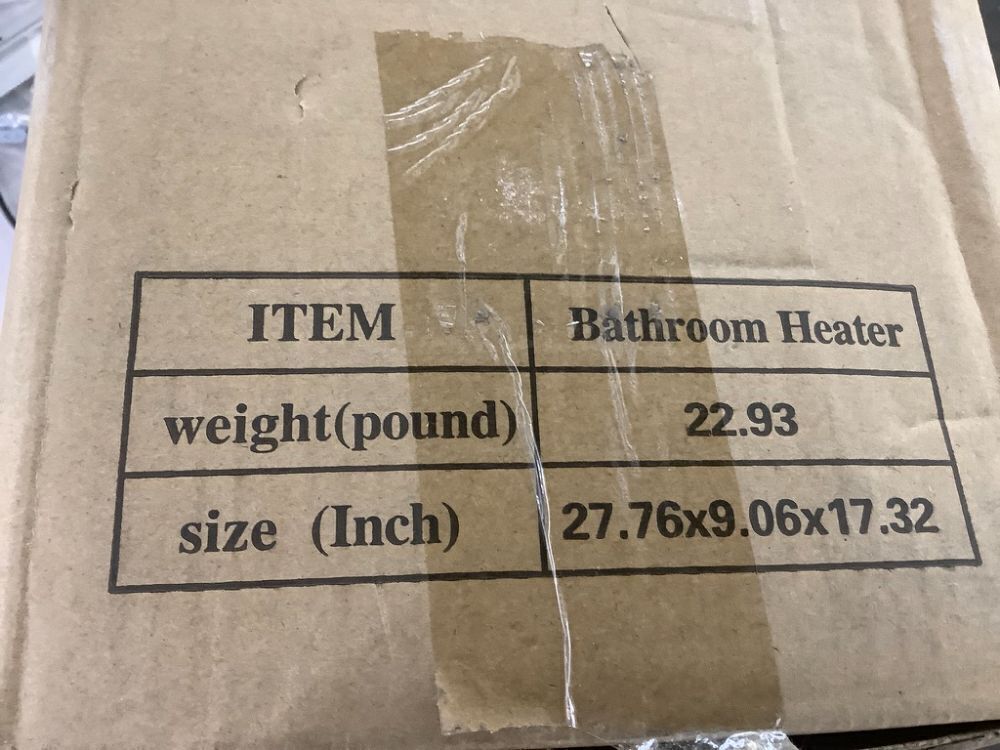 ITEM Bathroom Heater
weight(pound) 22.93
size (Inch) 27.76x9.06x17.32